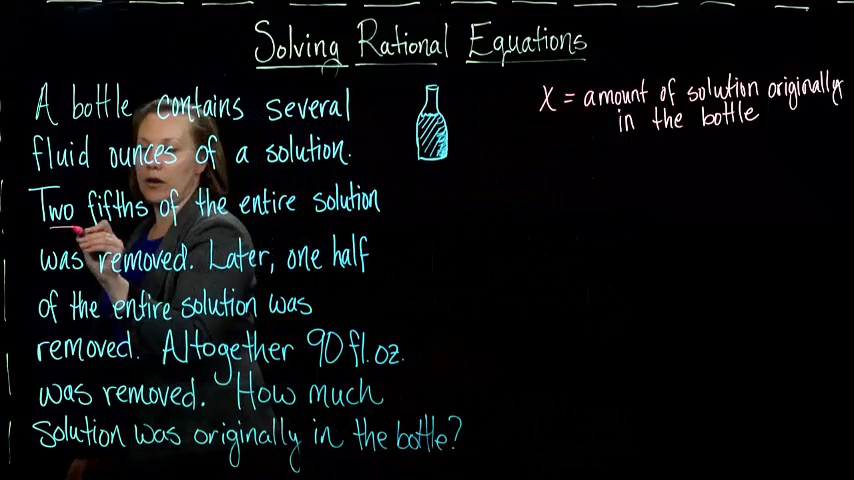 Solving Rational Equations
A bottle contains several
fluid ounces of a solution.
Two fifths of the entire solution
was removed. Later, one half
of the entire solution was
removed. Altogether 90 fl. oz.
was removed. How much
solution was originally in the bottle?
X = amount of solution originally
in the bottle